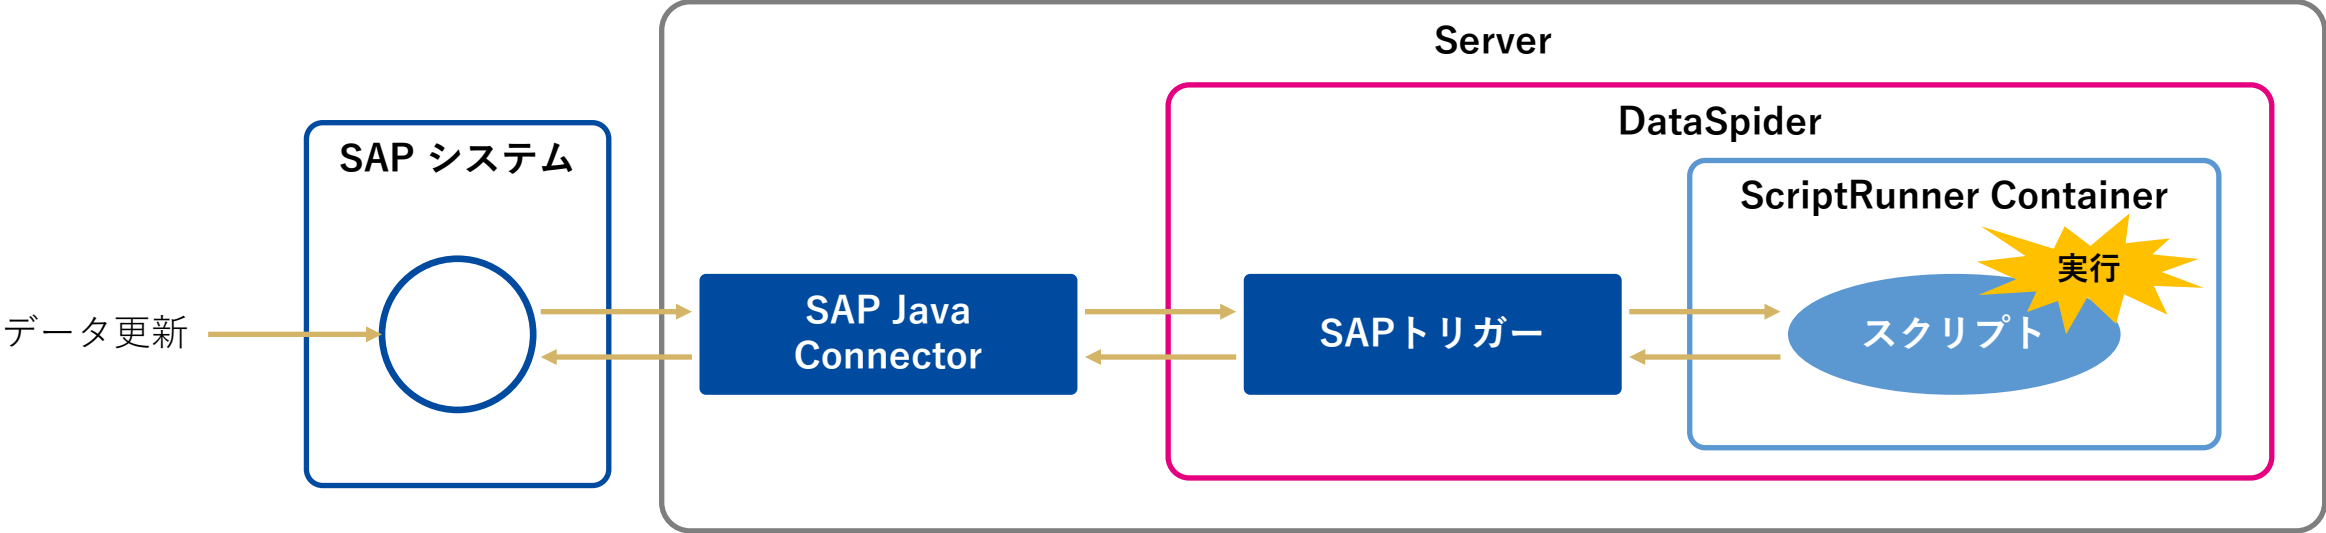 Server
DataSpider
SAP システム
ScriptRunner Container
実行
データ更新
SAP Java
Connector
SAPトリガー
スクリプト